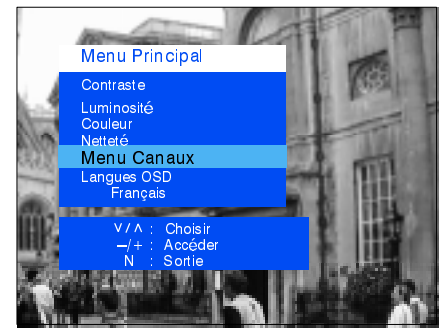 Menu Principal
Contraste
Luminosité
Couleur
Netteté
Menu Canaux
Langues OSD
Français
∨/∧ : Choisir
–/+ : Accéder
N : Sortie